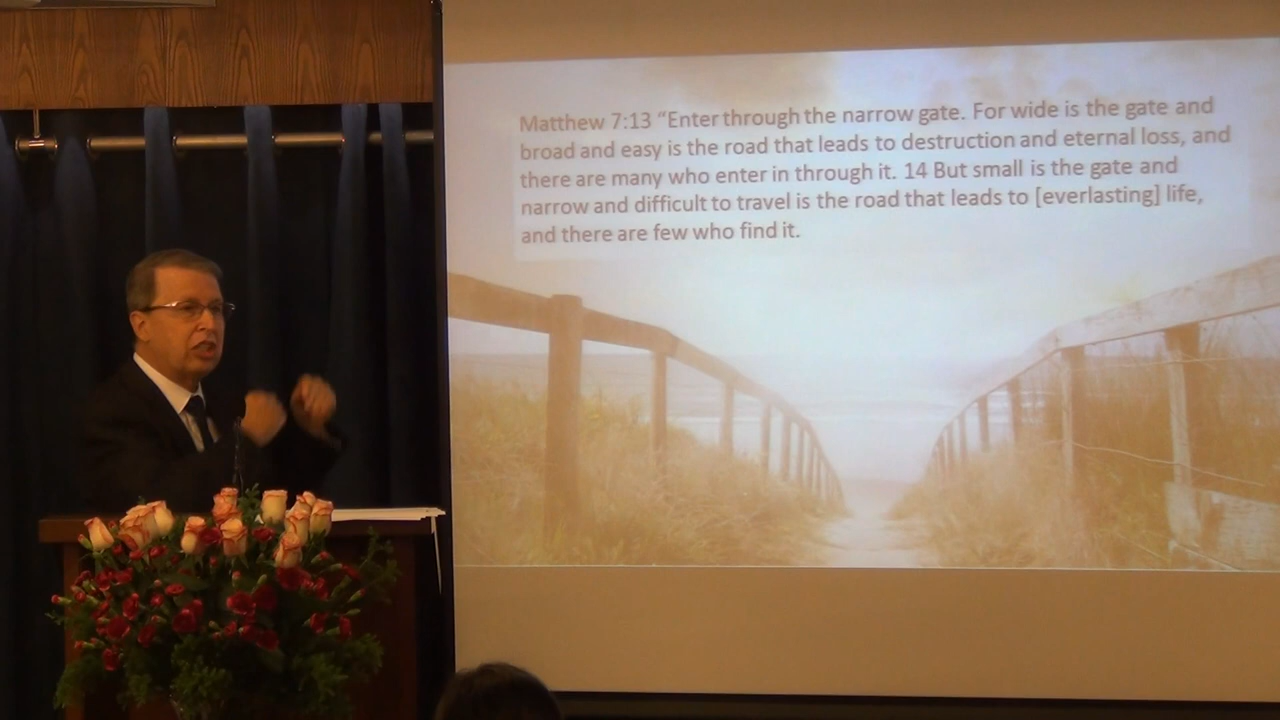 Matthew 7:13 “Enter through the narrow gate. For wide is the gate and
broad and easy is the road that leads to destruction and eternal loss, and
there are many who enter in through it. 14 But small is the gate and
narrow and difficult to travel is the road that leads to [everlasting] life,
and there are few who find it.